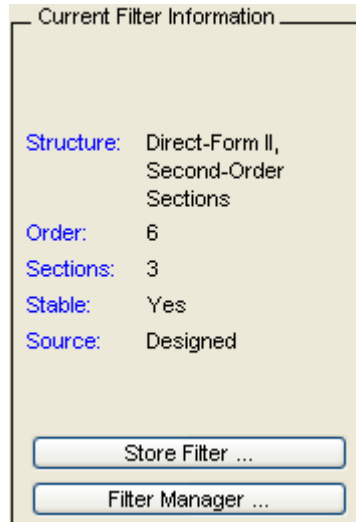 Current Filter Information
Structure: Direct-Form II,
Second-Order
Sections
Order: 6
Sections: 3
Stable: Yes
Source: Designed
Store Filter ...
Filter Manager ...